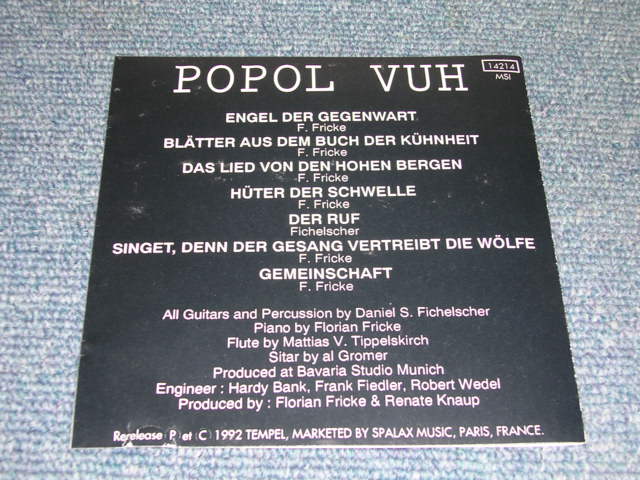 POPOL VUH
14214
MSI
ENGEL DER GEGENWART
F. Fricke
BLÄTTER AUS DEM BUCH DER KÜHNHEIT
F. Fricke
DAS LIED VON DEN HOHEN BERGEN
F. Fricke
HÜTER DER SCHWELLE
F. Fricke
DER RUF
Fichelscher
SINGET, DENN DER GESANG VERTREIBT DIE WÖLFE
F. Fricke
GEMEINSCHAFT
F. Fricke
All Guitars and Percussion by Daniel S. Fichelscher
Piano by Florian Fricke
Flute by Mattias V. Tippelskirch
Sitar by al Gromer
Produced at Bavaria Studio Munich
Engineer : Hardy Bank, Frank Fiedler, Robert Wedel
Produced by : Florian Fricke & Renate Knaup
Rerelease Ⓟ et Ⓒ 1992 TEMPEL, MARKETED BY SPALAX MUSIC, PARIS, FRANCE.